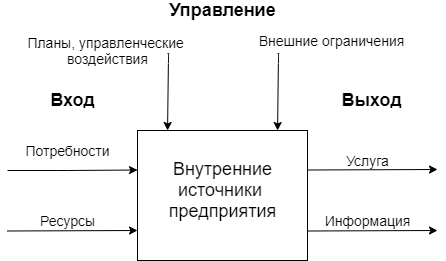 Управление
Планы, управленческие
воздействия
Внешние ограничения
Вход
Выход
Потребности
Ресурсы
Внутренние
источники
предприятия
Услуга
Информация